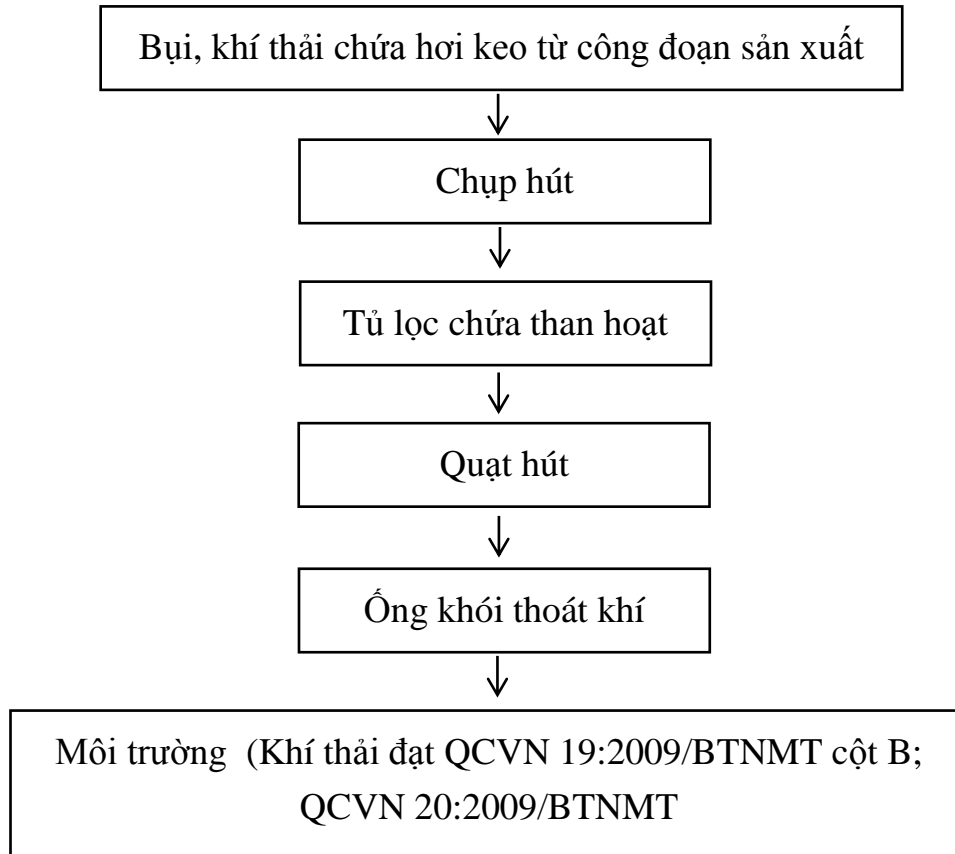 Bụi, khí thải chứa hơi keo từ công đoạn sản xuất
Chụp hút
Tủ lọc chứa than hoạt
Quạt hút
Ống khói thoát khí
Môi trường (Khí thải đạt QCVN 19:2009/BTNMT cột B;
QCVN 20:2009/BTNMT